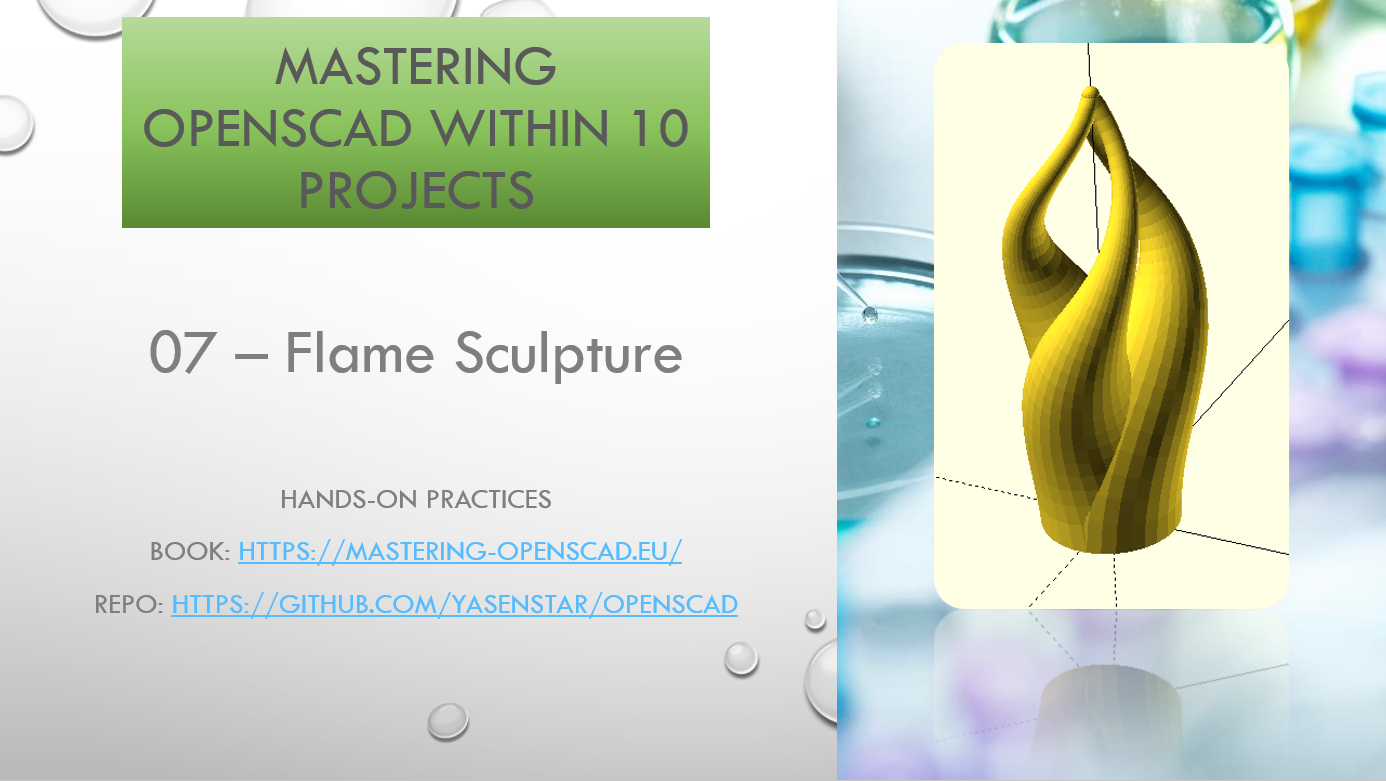 MASTERING
OPENSCAD WITHIN 10
PROJECTS
07 – Flame Sculpture
HANDS-ON PRACTICES
BOOK: HTTPS://MASTERING-OPENSCAD.EU/
REPO: HTTPS://GITHUB.COM/YASENSTAR/OPENSCAD